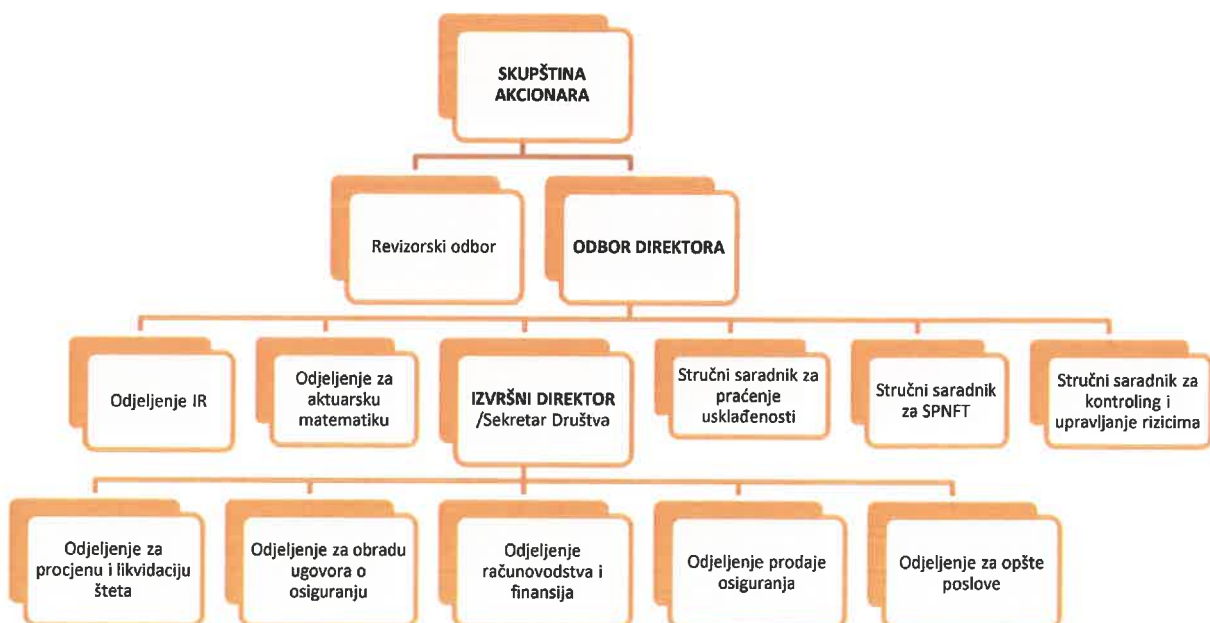 SKUPŠTINA
AKCIONARA
Revizorski odbor
ODBOR DIREKTORA
Odjeljenje IR
Odjeljenje za
aktuarsku
matematiku
IZVRŠNI DIREKTOR
/Sekretar Društva
Stručni saradnik za
praćenje
usklađenosti
Stručni saradnik
za SPNFT
Stručni saradnik za
kontroling i
upravljanje rizicima
Odjeljenje za
procjenu i likvidaciju
šteta
Odjeljenje za obradu
ugovora o
osiguranju
Odjeljenje
računovodstva i
finansija
Odjeljenje prodaje
osiguranja
Odjeljenje za opšte
poslove